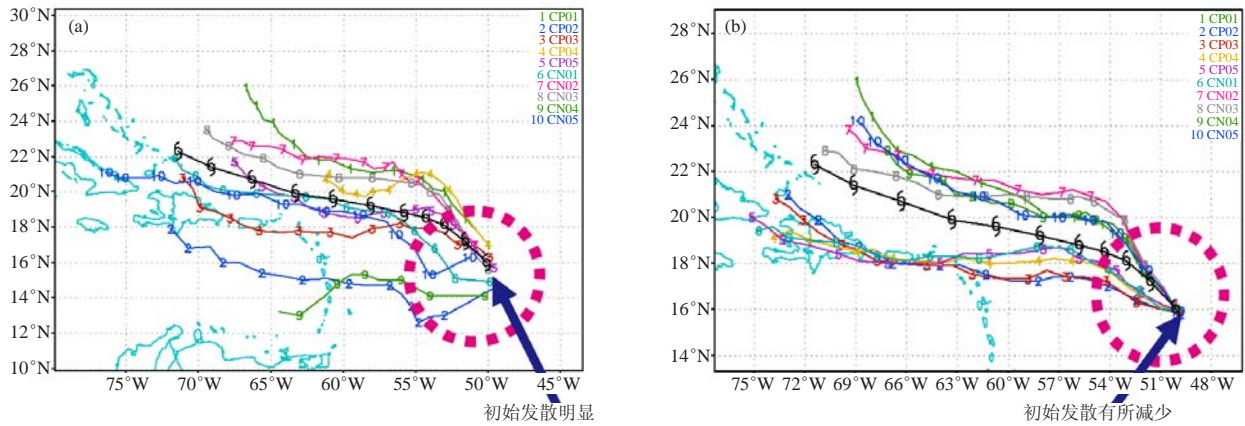 (a)
30°N
28°N
26°N
24°N
22°N
20°N
18°N
16°N
14°N
12°N
10°N
75°W 70°W 65°W 60°W 55°W 50°W 45°W
1 CP01
2 CP02
3 CP03
4 CP04
5 CP05
6 CN01
7 CN02
8 CN03
9 CN04
10 CN05
初始发散明显
(b)
28°N
26°N
24°N
22°N
20°N
18°N
16°N
14°N
75°W 72°W 69°W 66°W 63°W 60°W 57°W 54°W 51°W 48°W
1 CP01
2 CP02
3 CP03
4 CP04
5 CP05
6 CN01
7 CN02
8 CN03
9 CN04
10 CN05
初始发散有所减少